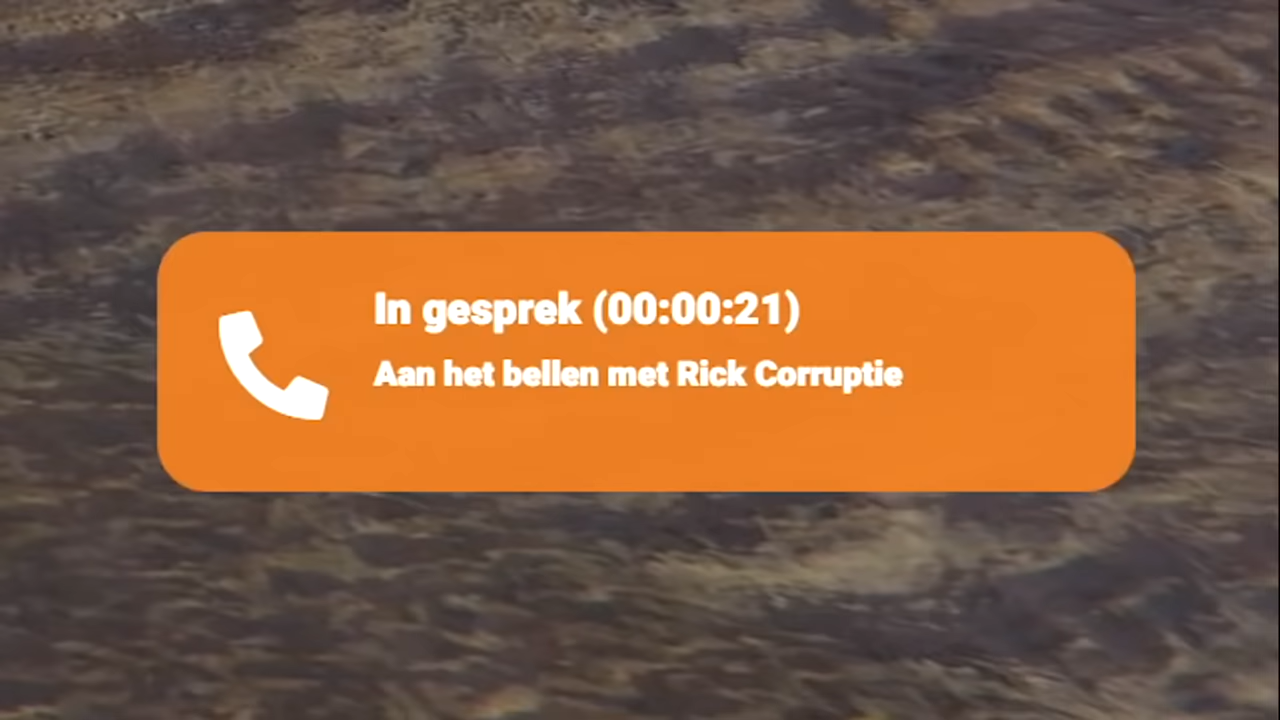 In gesprek (00:00:21)
Aan het bellen met Rick Corruptie